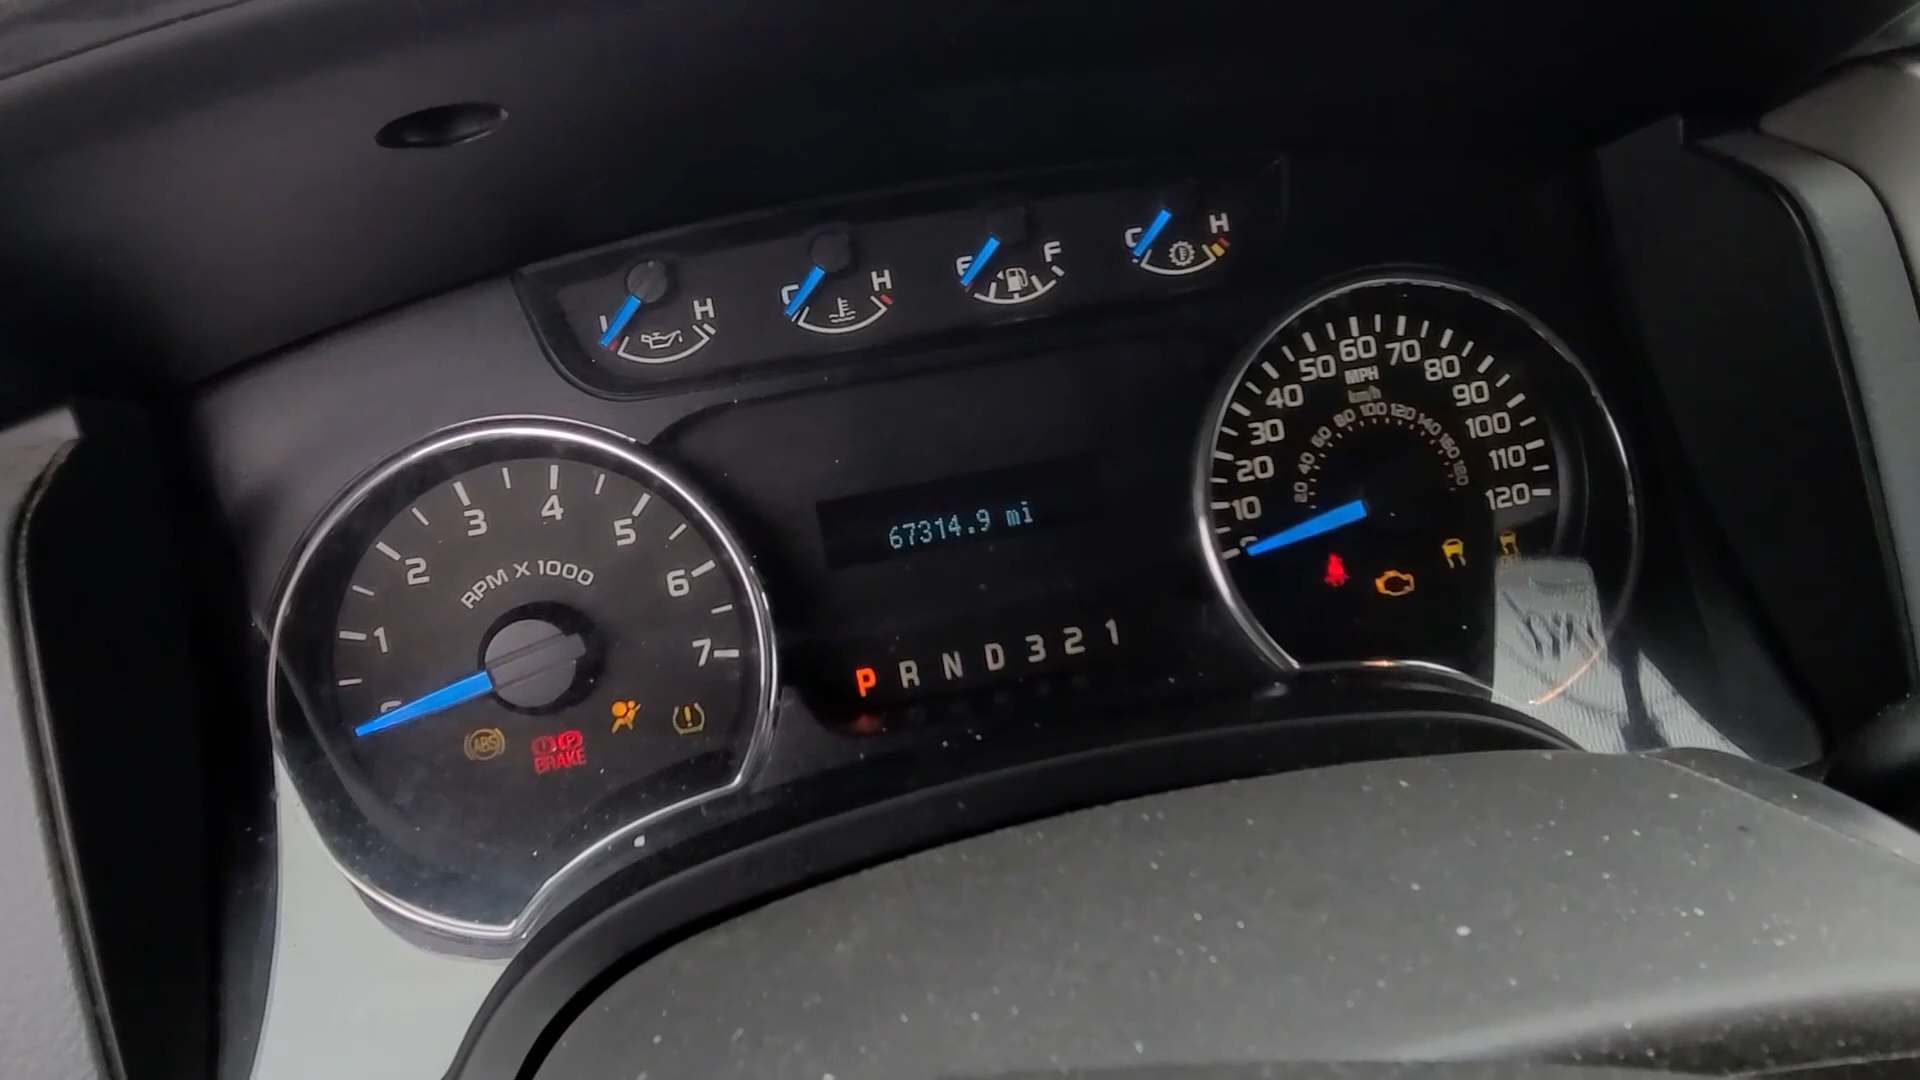 H
C H
E F
C H
1 2 3 4 5 6 7
RPM X 1000
ABS
BRAKE
67314.9 mi
P R N D 3 2 1
10 20 30 40 50 60 70 80 90 100 110 120
MPH
km/h
20 40 60 80 100 120 140 160 180